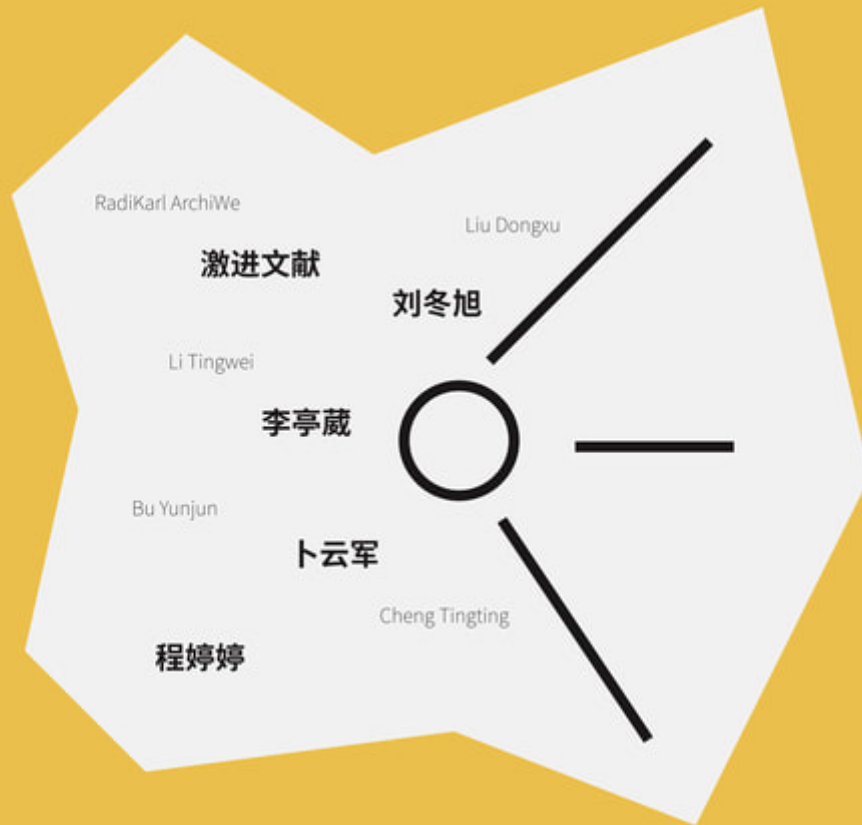 RadiKarl ArchiWe
激进文献
Liu Dongxu
刘冬旭
Li Tingwei
李亭葳
Bu Yunjun
卜云军
Cheng Tingting
程婷婷